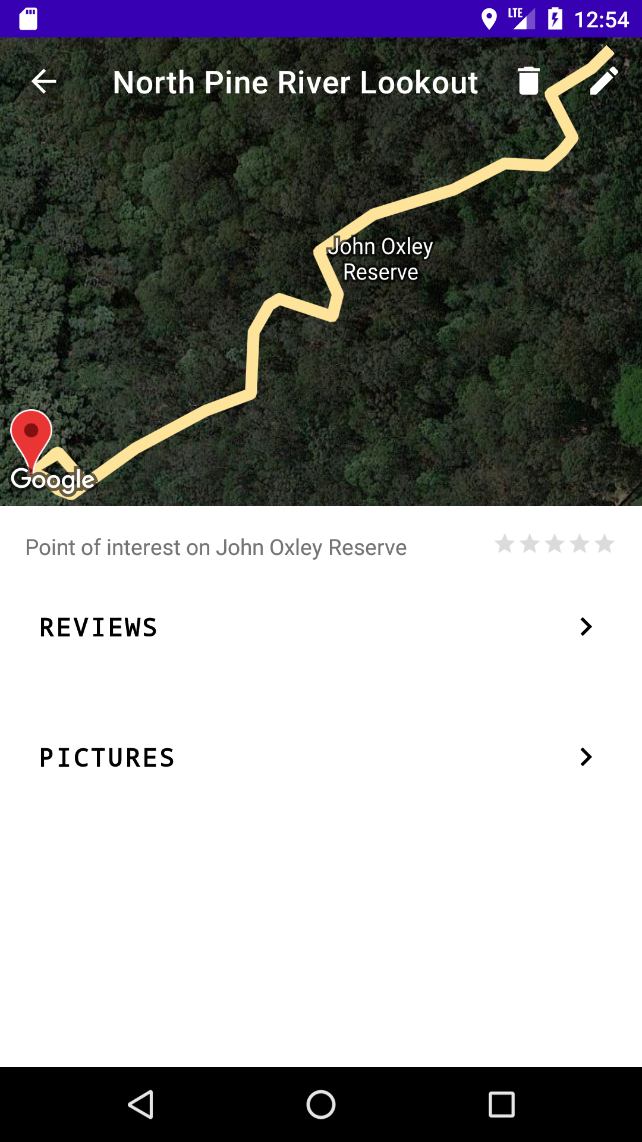 LTE 12:54
North Pine River Lookout
John Oxley
Reserve
Google
Point of interest on John Oxley Reserve
REVIEWS
PICTURES